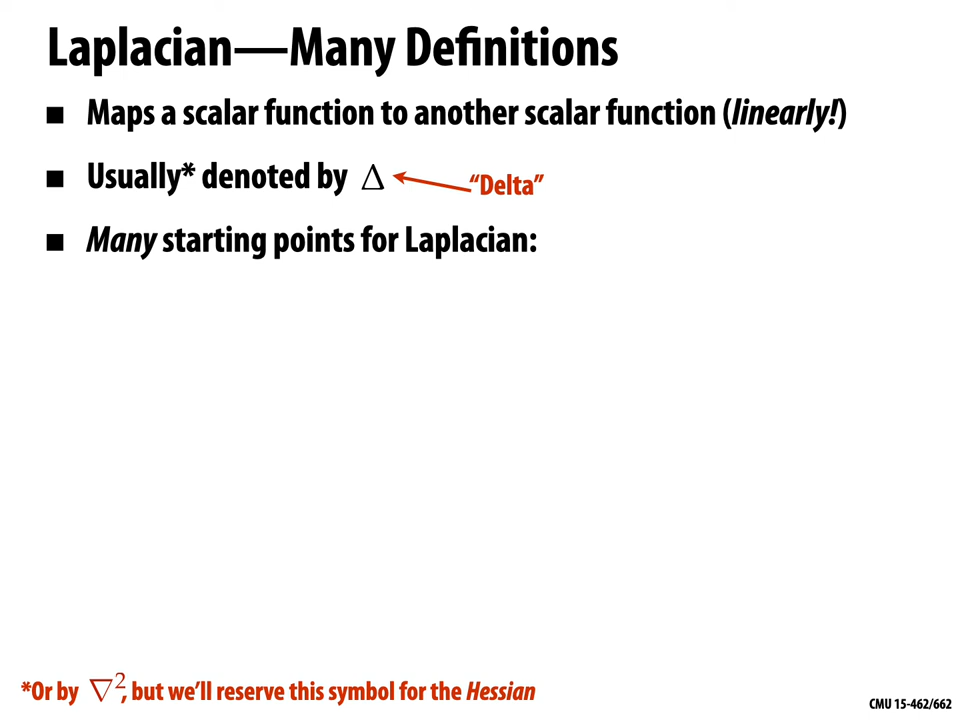 Laplacian—Many Definitions
■ Maps a scalar function to another scalar function (linearly!)
■ Usually* denoted by Δ “Delta”
■ Many starting points for Laplacian:
*Or by ∇², but we’ll reserve this symbol for the Hessian
CMU 15-462/662